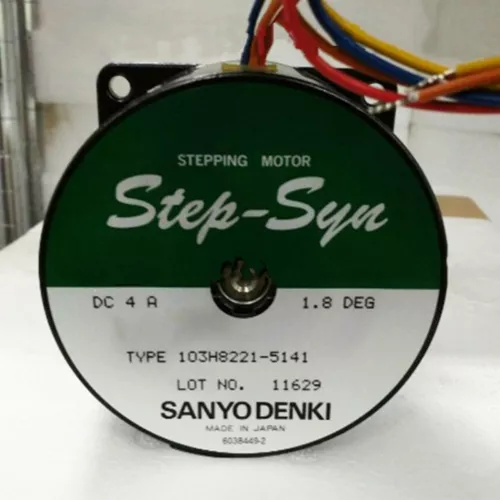 STEPPING MOTOR
Step-Syn
DC 4 A 1.8 DEG
TYPE 103H8221-5141
LOT NO. 11629
SANYO DENKI
MADE IN JAPAN
6038449-2